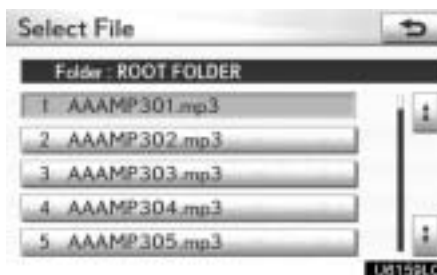 Select File
Folder : ROOT FOLDER
1 AAAMP301.mp3
2 AAAMP302.mp3
3 AAAMP303.mp3
4 AAAMP304.mp3
5 AAAMP305.mp3